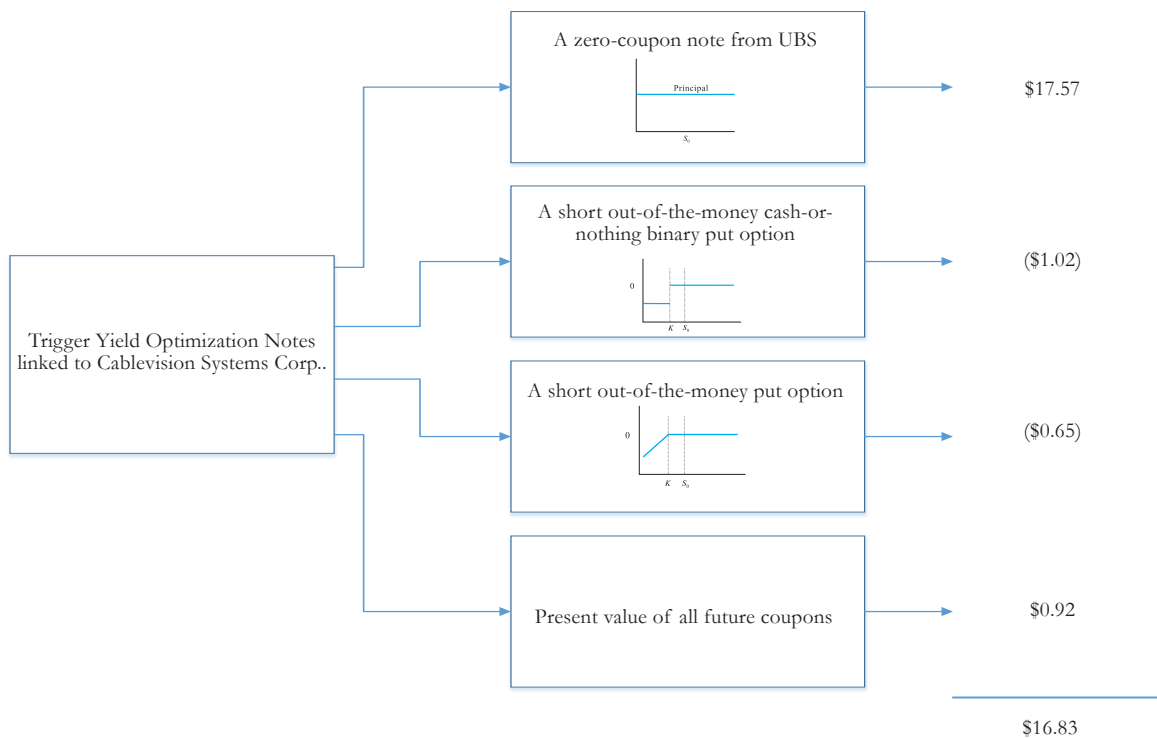 A zero-coupon note from UBS
Principal
S0
$17.57
A short out-of-the-money cash-or-
nothing binary put option
0
K
S0
($1.02)
Trigger Yield Optimization Notes
linked to Cablevision Systems Corp..
A short out-of-the-money put option
0
K
S0
($0.65)
Present value of all future coupons
$0.92
$16.83